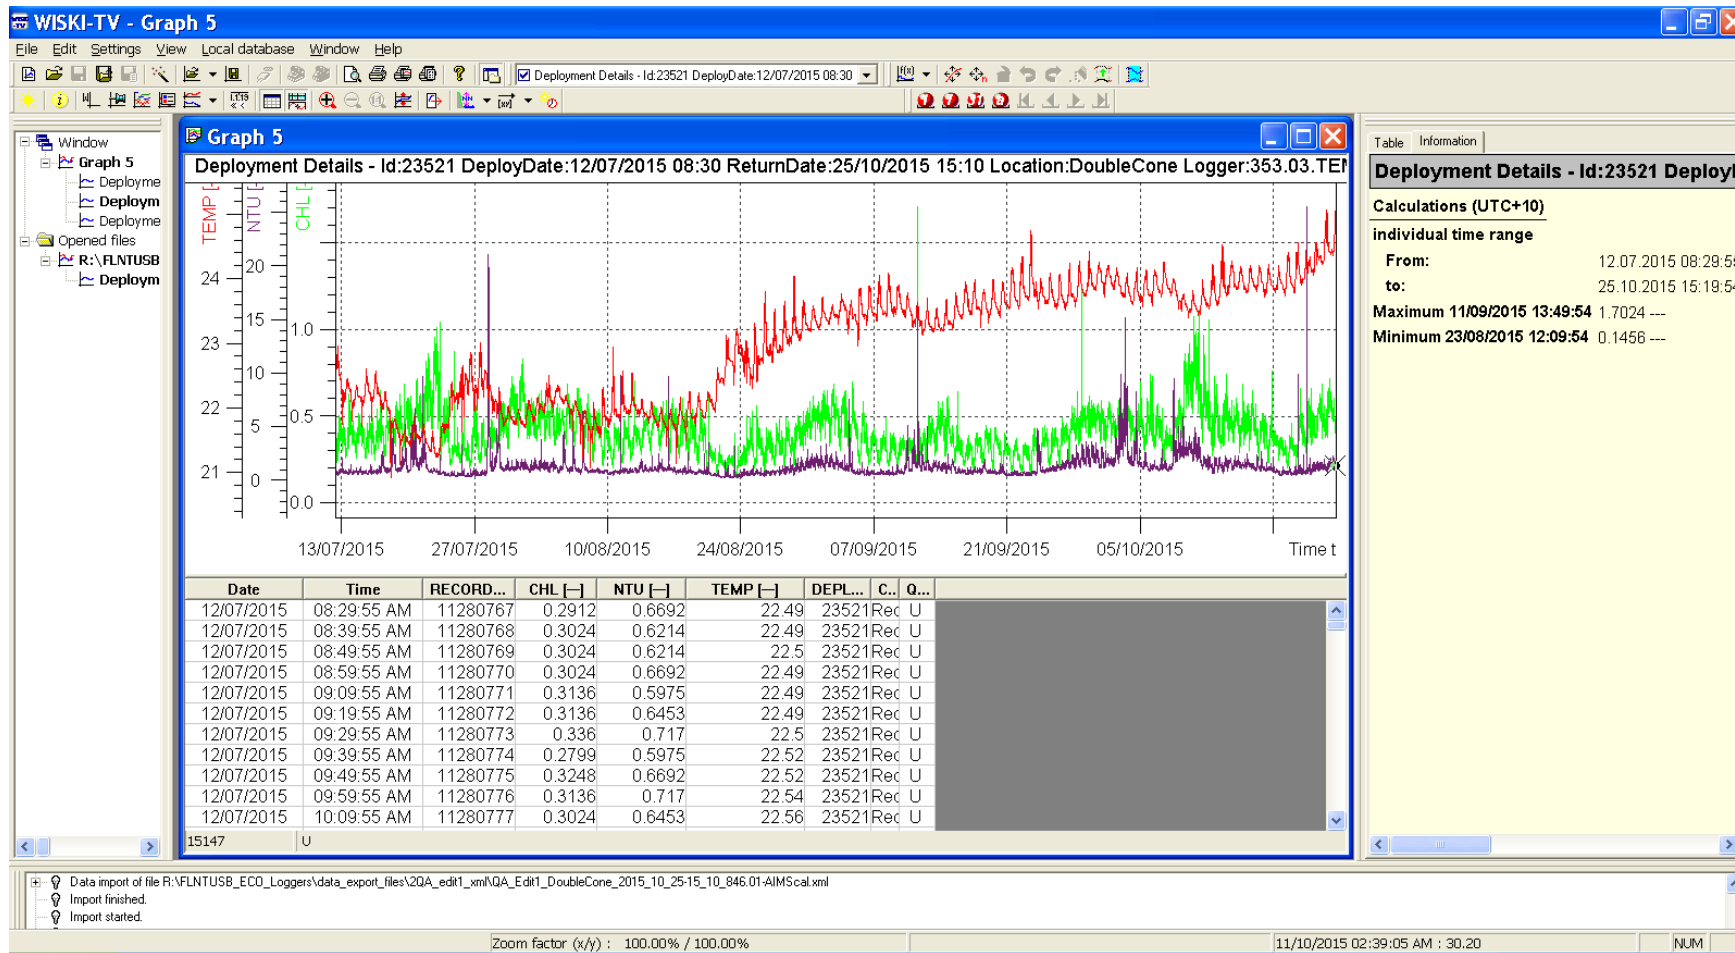 WISKI-TV - Graph 5
File Edit Settings View Local database Window Help
Deployment Details - Id:23521 DeployDate:12/07/2015 08:30
Window
Graph 5
Deployme
Deploym
Deployme
Opened files
R:\FLNTUSB
Deploym
Graph 5
Deployment Details - Id:23521 DeployDate:12/07/2015 08:30 ReturnDate:25/10/2015 15:10 Location:DoubleCone Logger:353.03.TEM
TEMP [-
24
23
22
21
NTU [-
20
15
10
5
0
CHL [-
1.0
0.5
0.0
13/07/2015 27/07/2015 10/08/2015 24/08/2015 07/09/2015 21/09/2015 05/10/2015 Time t
Date Time RECORD... CHL [---] NTU [---] TEMP [---] DEPL... C... Q...
12/07/2015 08:29:55 AM 11280767 0.2912 0.6692 22.49 23521 Rec U
12/07/2015 08:39:55 AM 11280768 0.3024 0.6214 22.49 23521 Rec U
12/07/2015 08:49:55 AM 11280769 0.3024 0.6214 22.5 23521 Rec U
12/07/2015 08:59:55 AM 11280770 0.3024 0.6692 22.49 23521 Rec U
12/07/2015 09:09:55 AM 11280771 0.3136 0.5975 22.49 23521 Rec U
12/07/2015 09:19:55 AM 11280772 0.3136 0.6453 22.49 23521 Rec U
12/07/2015 09:29:55 AM 11280773 0.336 0.717 22.5 23521 Rec U
12/07/2015 09:39:55 AM 11280774 0.2799 0.5975 22.52 23521 Rec U
12/07/2015 09:49:55 AM 11280775 0.3248 0.6692 22.52 23521 Rec U
12/07/2015 09:59:55 AM 11280776 0.3136 0.717 22.54 23521 Rec U
12/07/2015 10:09:55 AM 11280777 0.3024 0.6453 22.56 23521 Rec U
15147 U
Table Information
Deployment Details - Id:23521 Deploy
Calculations (UTC+10)
individual time range
From: 12.07.2015 08:29:55
to: 25.10.2015 15:19:54
Maximum 11/09/2015 13:49:54 1.7024 ---
Minimum 23/08/2015 12:09:54 0.1456 ---
Data import of file R:\FLNTUSB_ECO_Loggers\data_export_files\2QA_edit1_xml\QA_Edit1_DoubleCone_2015_10_25-15_10_846.01-AIMScal.xml
Import finished.
Import started.
Zoom factor (x/y) : 100.00% / 100.00%
11/10/2015 02:39:05 AM : 30.20
NUM